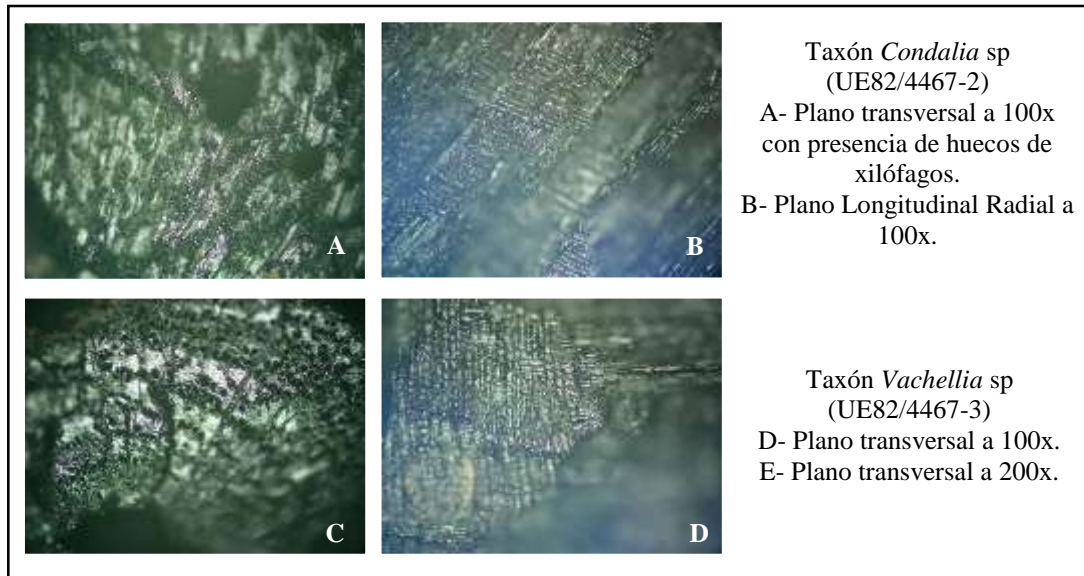 Taxón Condalia sp
(UE82/4467-2)
A- Plano transversal a 100x
con presencia de huecos de
xilófagos.
B- Plano Longitudinal Radial a
100x.
A
B
Taxón Vachellia sp
(UE82/4467-3)
D- Plano transversal a 100x.
E- Plano transversal a 200x.
C
D